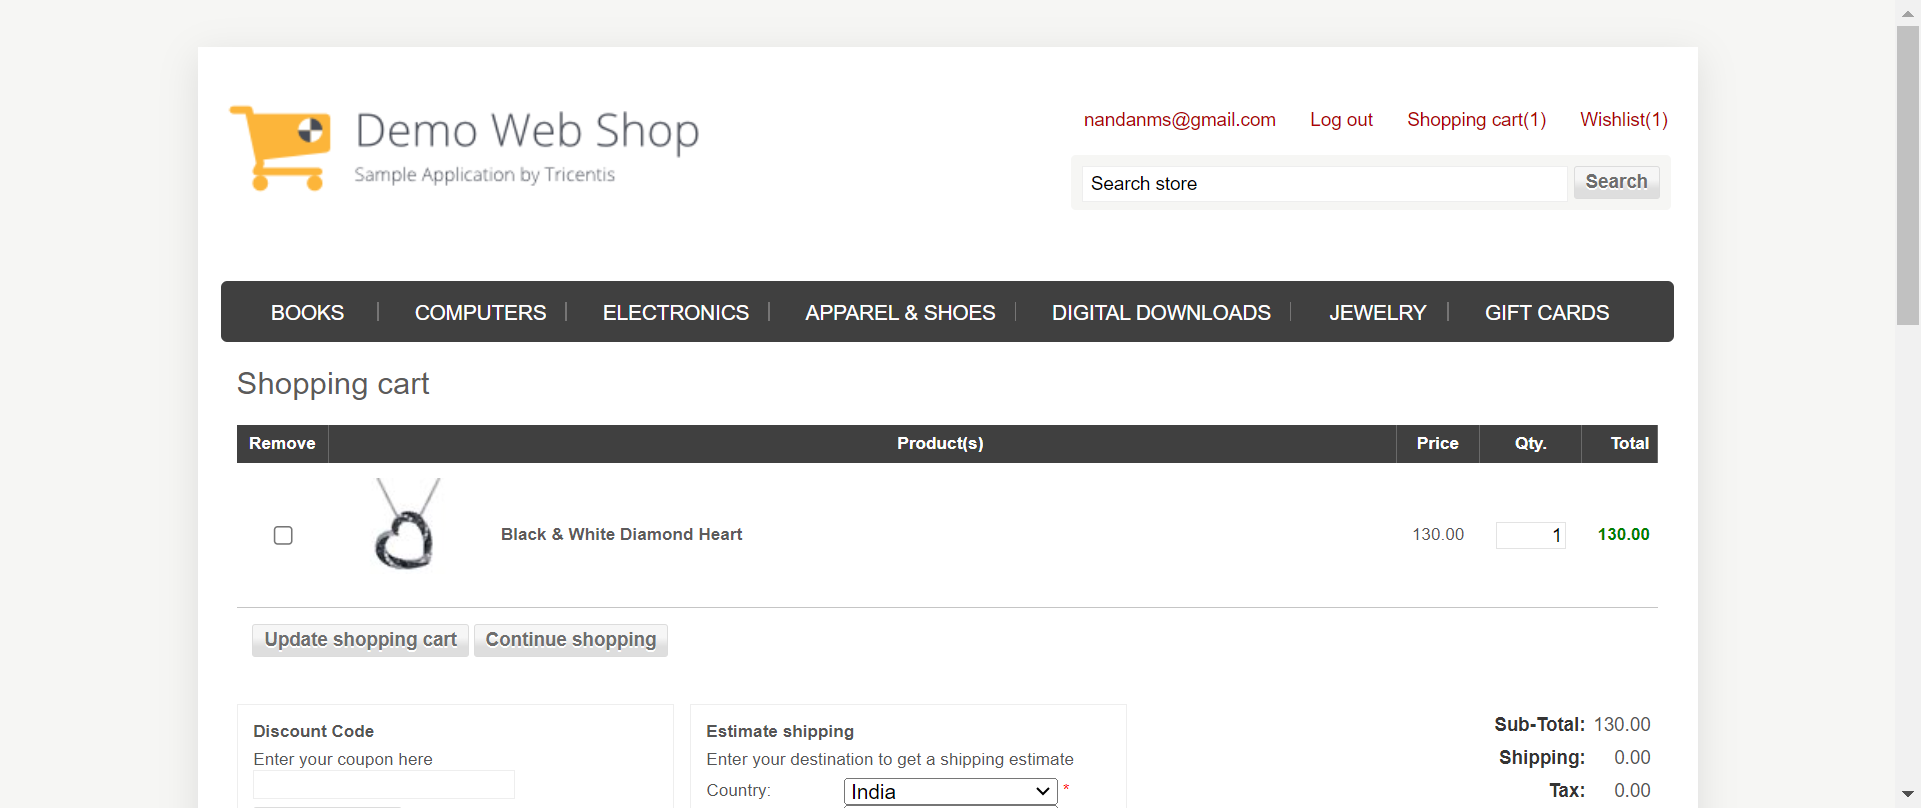 Demo Web Shop
Sample Application by Tricentis
nandanms@gmail.com Log out Shopping cart(1) Wishlist(1)
Search store Search
BOOKS COMPUTERS ELECTRONICS APPAREL & SHOES DIGITAL DOWNLOADS JEWELRY GIFT CARDS
Shopping cart
Remove Product(s) Price Qty. Total
Black & White Diamond Heart 130.00 1 130.00
Update shopping cart Continue shopping
Discount Code
Enter your coupon here
Estimate shipping
Enter your destination to get a shipping estimate
Country: India *
Sub-Total: 130.00
Shipping: 0.00
Tax: 0.00